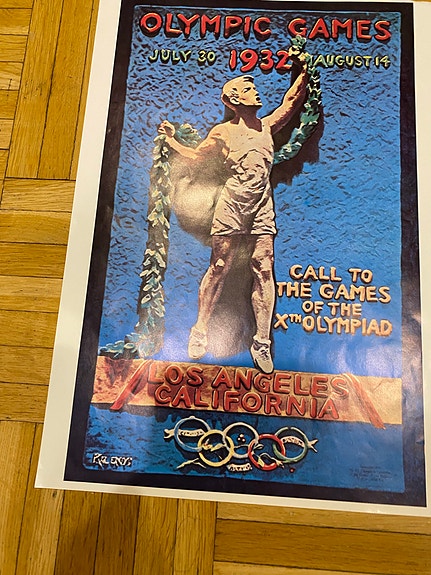 OLYMPIC GAMES
JULY 30 1932 AUGUST 14
CALL TO
THE GAMES
OF THE
XTH OLYMPIAD
LOS ANGELES
CALIFORNIA